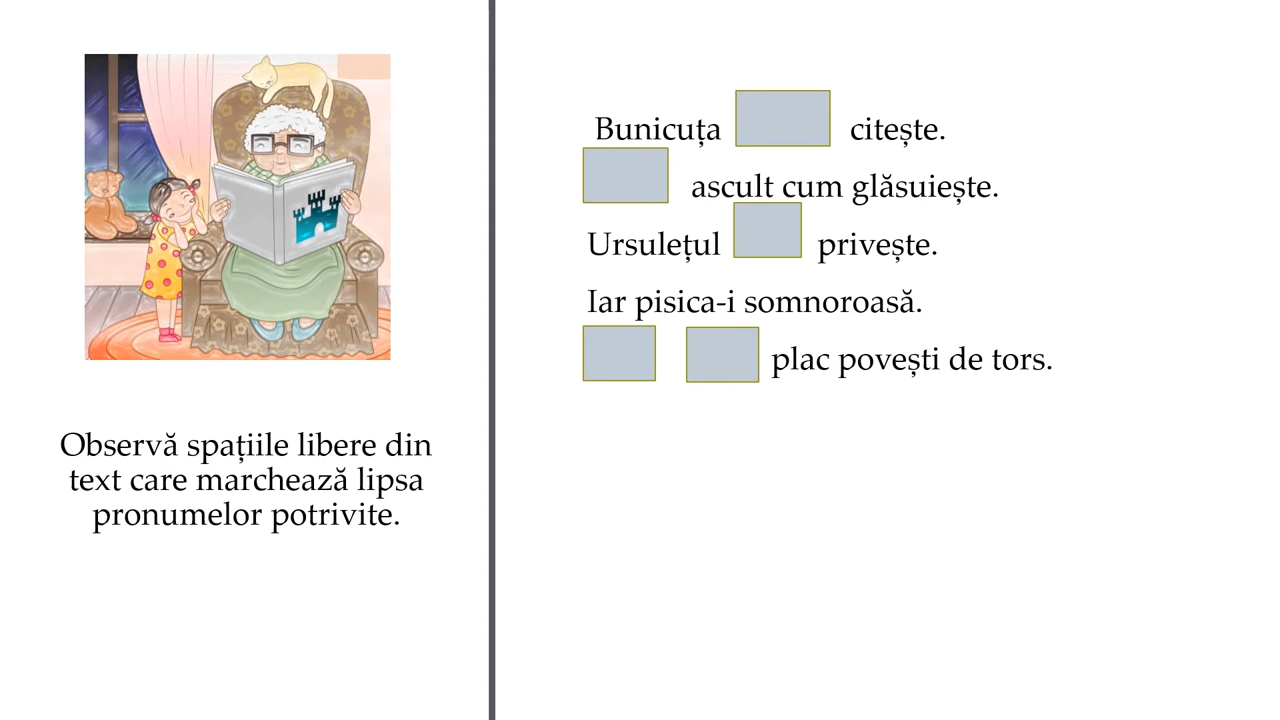 Bunicuța citește.
ascult cum glăsuiește.
Ursulețul privește.
Iar pisica-i somnoroasă.
plac povești de tors.
Observă spațiile libere din
text care marchează lipsa
pronumelor potrivite.